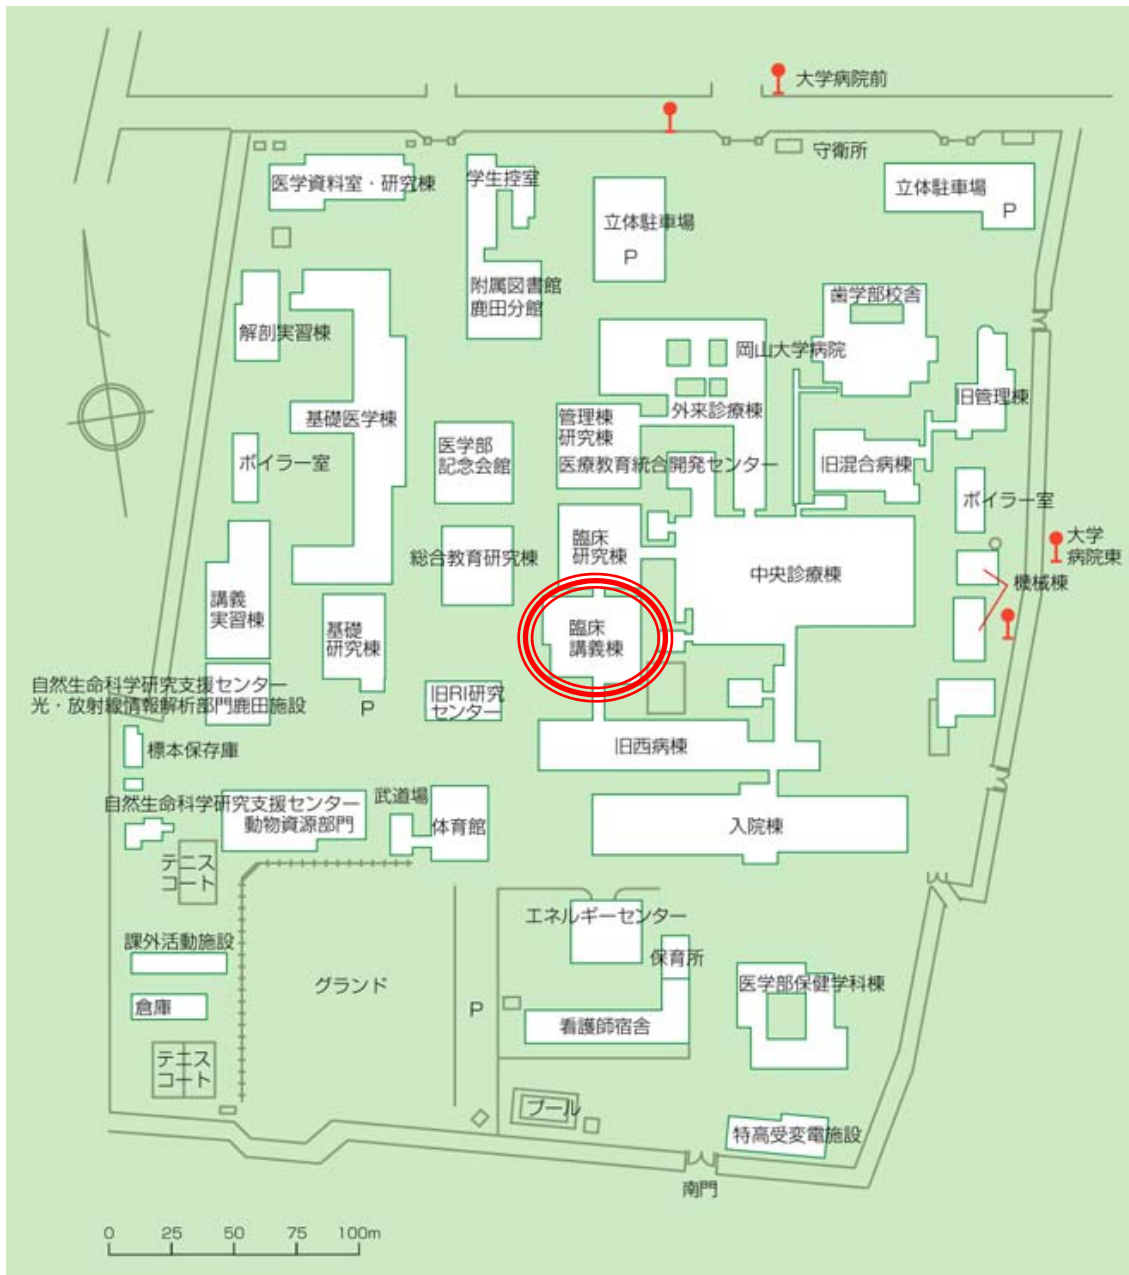 大学病院前
守衛所
医学資料室・研究棟
学生控室
立体駐車場
P
立体駐車場
P
附属図書館
鹿田分館
歯学部校舎
解剖実習棟
岡山大学病院
外来診療棟
旧管理棟
基礎医学棟
管理棟
研究棟
医療教育統合開発センター
医学部
記念会館
ボイラー室
旧混合病棟
ボイラー室
臨床
研究棟
総合教育研究棟
中央診療棟
大学
病院東
機械棟
講義
実習棟
基礎
研究棟
臨床
講義棟
自然生命科学研究支援センター
光・放射線情報解析部門鹿田施設
P
旧RI研究
センター
標本保存庫
旧西病棟
自然生命科学研究支援センター
動物資源部門
武道場
体育館
入院棟
テニス
コート
エネルギーセンター
課外活動施設
保育所
グランド
医学部保健学科棟
倉庫
P
看護師宿舎
テニス
コート
プール
特高受変電施設
南門
0 25 50 75 100m